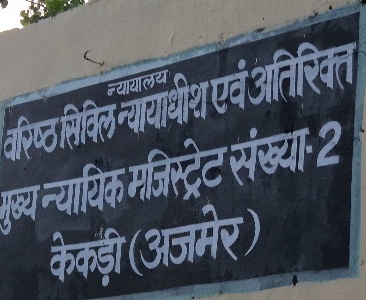 न्यायालय
वरिष्ठ सिविल न्यायाधीश एवं अतिरिक्त
मुख्य न्यायिक मजिस्ट्रेट संख्या-2
केकड़ी (अजमेर)